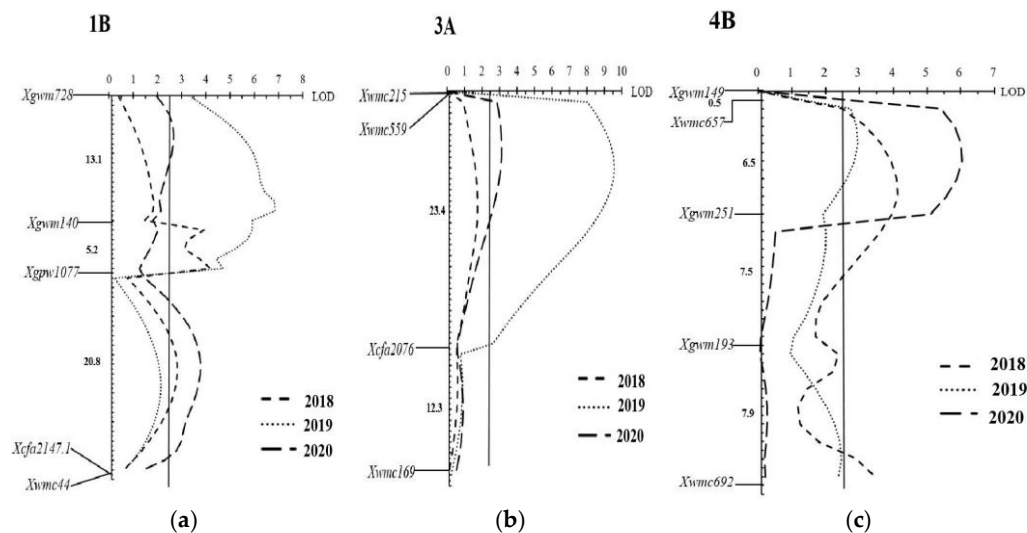 1B
0 1 2 3 4 5 6 7 8
LOD
Xgwm728
13.1
Xgwm140
5.2
Xgpw1077
20.8
Xcfa2147.1
Xwmc44
2018
2019
2020
(a)
3A
0 1 2 3 4 5 6 7 8 9 10
LOD
Xwmc215
Xwmc559
23.4
Xcfa2076
12.3
Xwmc169
2018
2019
2020
(b)
4B
0 1 2 3 4 5 6 7
LOD
Xgwm149
0.5
Xwmc657
6.5
Xgwm251
7.5
Xgwm193
7.9
Xwmc692
2018
2019
2020
(c)